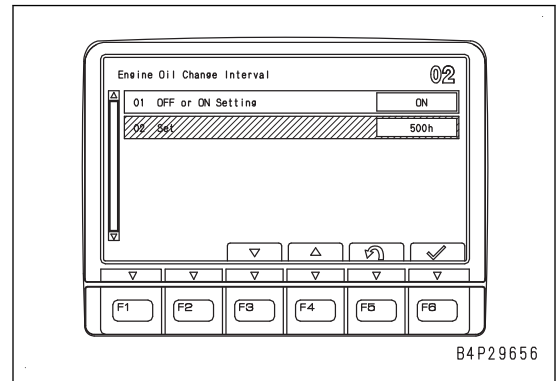 Engine Oil Change Interval 02
01 OFF or ON Setting ON
02 Set 500h
F1 F2 F3 F4 F5 F6
B4P29656